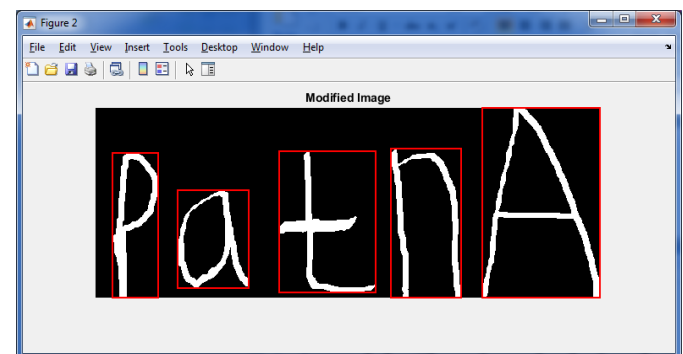 Figure 2
File Edit View Insert Tools Desktop Window Help
Modified Image
PatnA